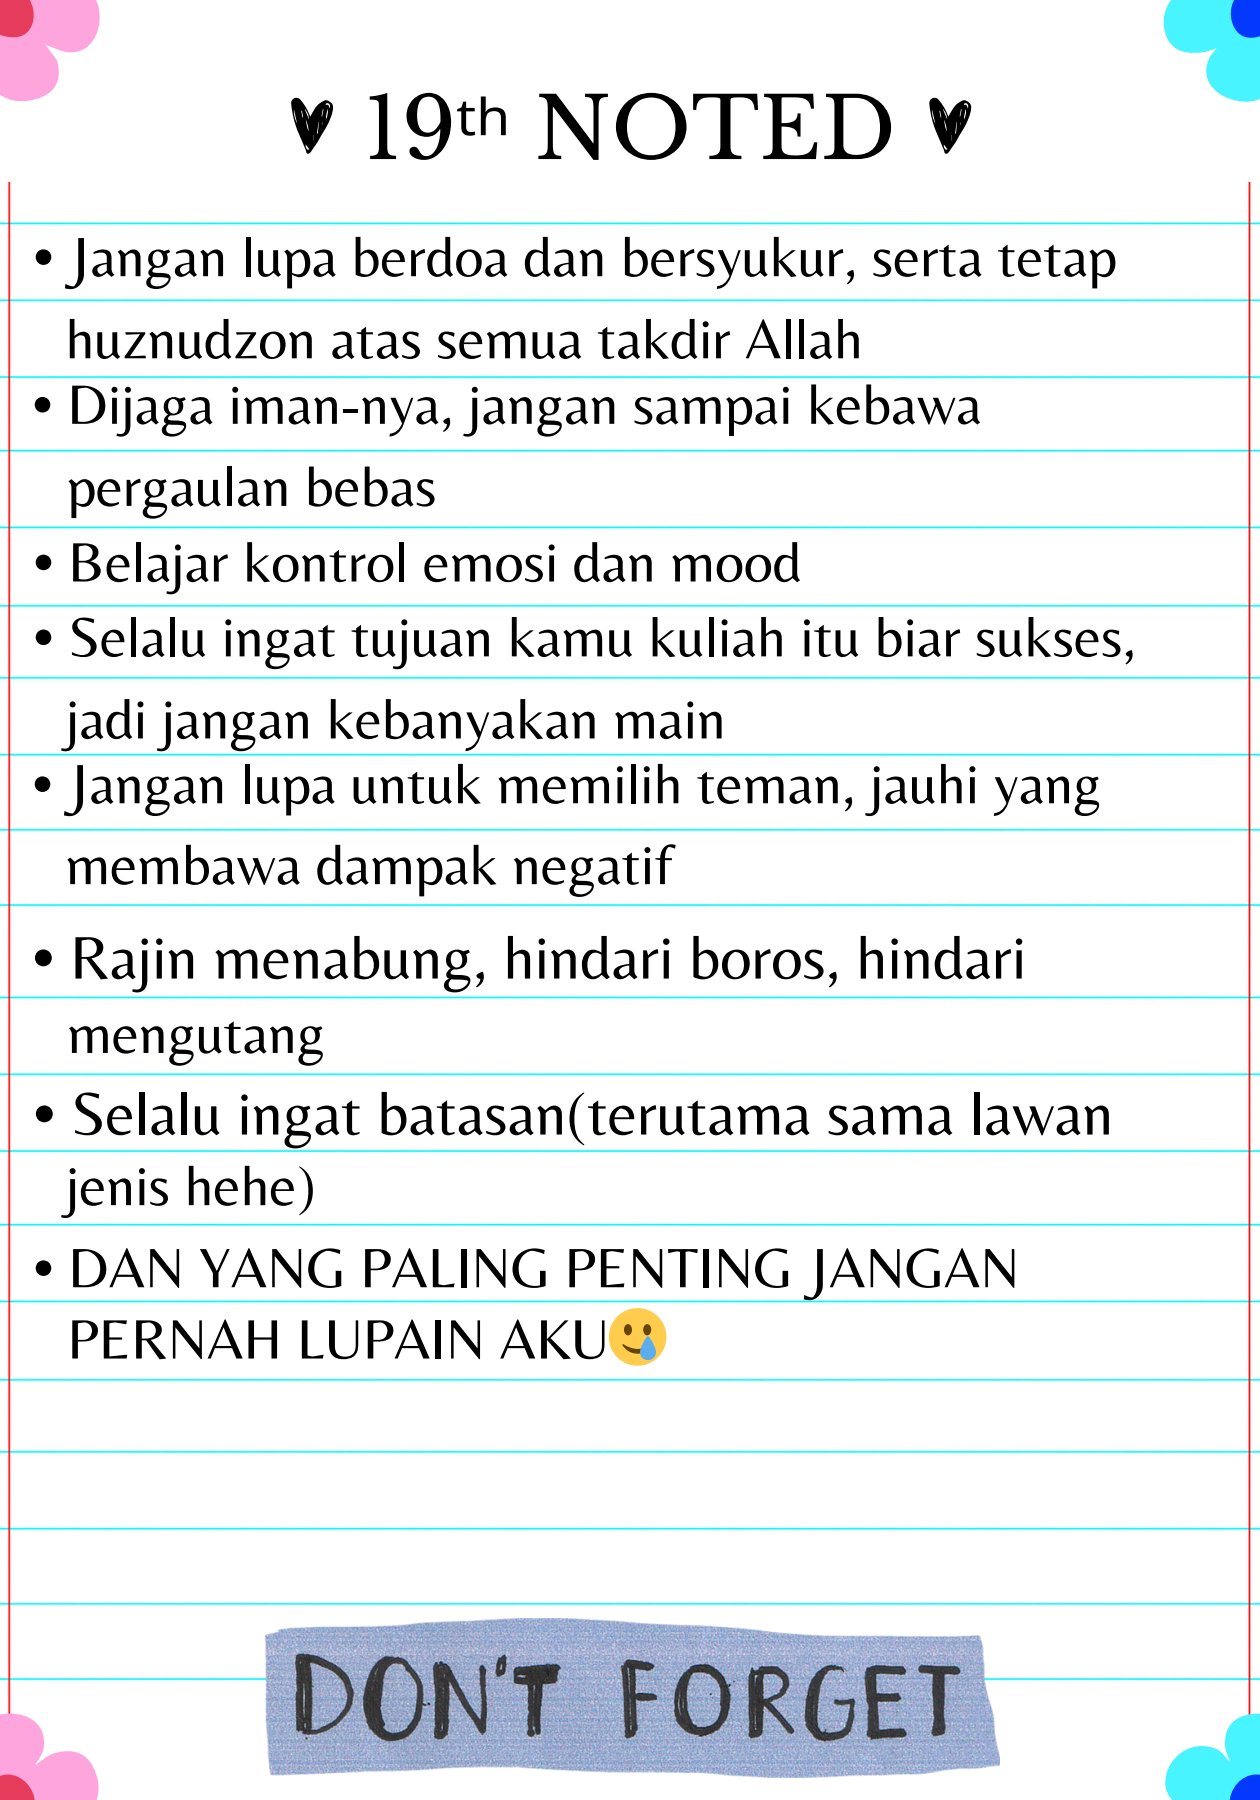 19th NOTED
• Jangan lupa berdoa dan bersyukur, serta tetap
huznudzon atas semua takdir Allah
• Dijaga iman-nya, jangan sampai kebawa
pergaulan bebas
• Belajar kontrol emosi dan mood
• Selalu ingat tujuan kamu kuliah itu biar sukses,
jadi jangan kebanyakan main
• Jangan lupa untuk memilih teman, jauhi yang
membawa dampak negatif
• Rajin menabung, hindari boros, hindari
mengutang
• Selalu ingat batasan(terutama sama lawan
jenis hehe)
• DAN YANG PALING PENTING JANGAN
PERNAH LUPAIN AKU🥲
DON'T FORGET